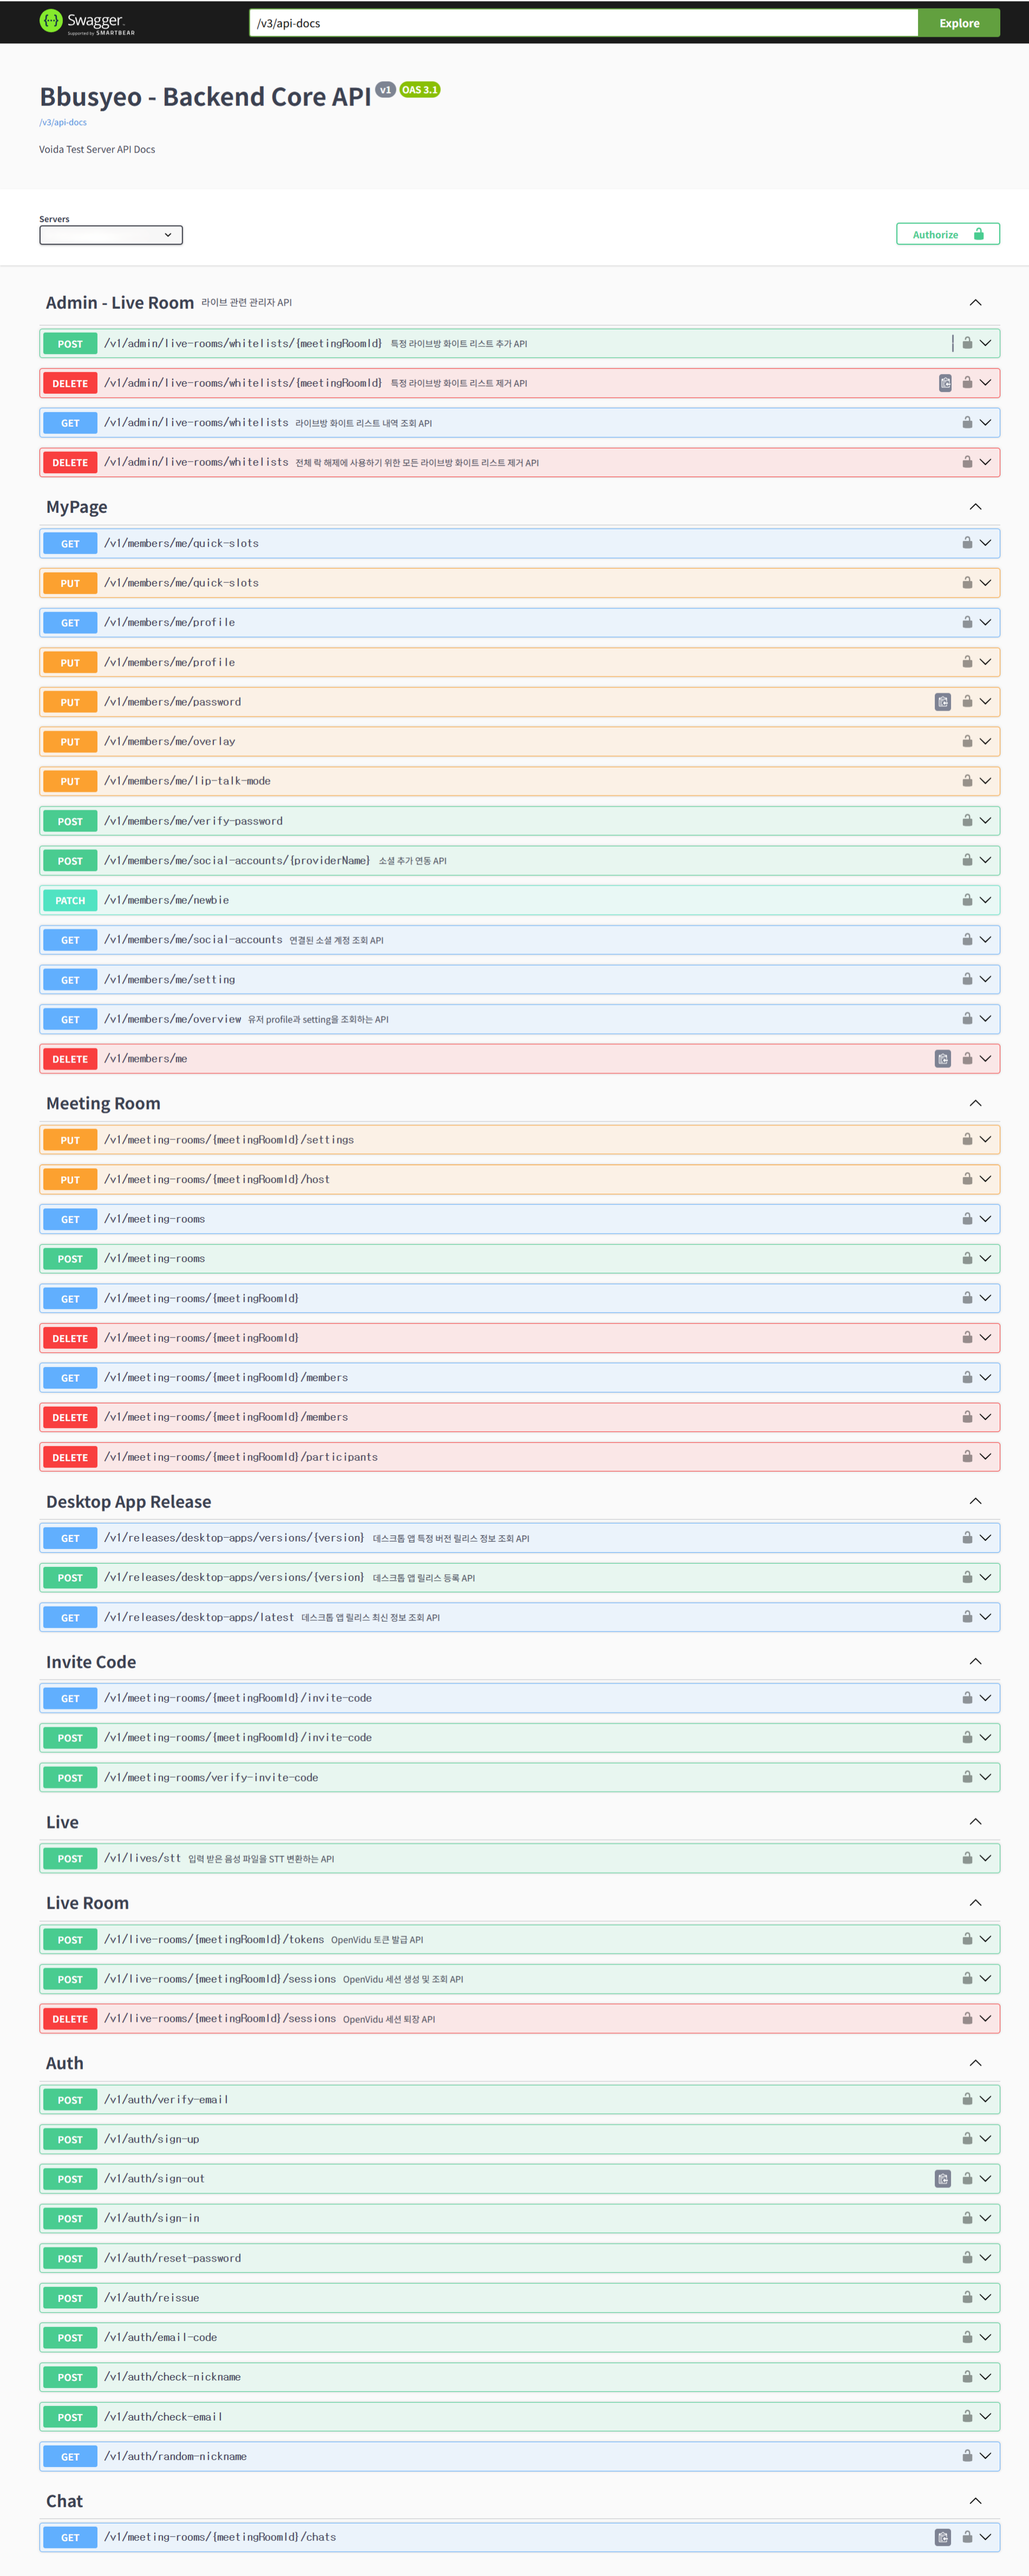 Swagger.
Supported by SMARTBEAR
/v3/api-docs
Explore
Bbusyeo - Backend Core API v1 OAS 3.1
/v3/api-docs
Voida Test Server API Docs
Servers
Authorize
Admin - Live Room 라이브 관련 관리자 API
POST /v1/admin/live-rooms/whitelists/{meetingRoomId} 특정 라이브방 화이트 리스트 추가 API
DELETE /v1/admin/live-rooms/whitelists/{meetingRoomId} 특정 라이브방 화이트 리스트 제거 API
GET /v1/admin/live-rooms/whitelists 라이브방 화이트 리스트 내역 조회 API
DELETE /v1/admin/live-rooms/whitelists 전체 락 해제에 사용하기 위한 모든 라이브방 화이트 리스트 제거 API
MyPage
GET /v1/members/me/quick-slots
PUT /v1/members/me/quick-slots
GET /v1/members/me/profile
PUT /v1/members/me/profile
PUT /v1/members/me/password
PUT /v1/members/me/overlay
PUT /v1/members/me/lip-talk-mode
POST /v1/members/me/verify-password
POST /v1/members/me/social-accounts/{providerName} 소셜 추가 연동 API
PATCH /v1/members/me/newbie
GET /v1/members/me/social-accounts 연결된 소셜 계정 조회 API
GET /v1/members/me/setting
GET /v1/members/me/overview 유저 profile과 setting을 조회하는 API
DELETE /v1/members/me
Meeting Room
PUT /v1/meeting-rooms/{meetingRoomId}/settings
PUT /v1/meeting-rooms/{meetingRoomId}/host
GET /v1/meeting-rooms
POST /v1/meeting-rooms
GET /v1/meeting-rooms/{meetingRoomId}
DELETE /v1/meeting-rooms/{meetingRoomId}
GET /v1/meeting-rooms/{meetingRoomId}/members
DELETE /v1/meeting-rooms/{meetingRoomId}/members
DELETE /v1/meeting-rooms/{meetingRoomId}/participants
Desktop App Release
GET /v1/releases/desktop-apps/versions/{version} 데스크톱 앱 특정 버전 릴리스 정보 조회 API
POST /v1/releases/desktop-apps/versions/{version} 데스크톱 앱 릴리스 등록 API
GET /v1/releases/desktop-apps/latest 데스크톱 앱 릴리스 최신 정보 조회 API
Invite Code
GET /v1/meeting-rooms/{meetingRoomId}/invite-code
POST /v1/meeting-rooms/{meetingRoomId}/invite-code
POST /v1/meeting-rooms/verify-invite-code
Live
POST /v1/lives/stt 입력 받은 음성 파일을 STT 변환하는 API
Live Room
POST /v1/live-rooms/{meetingRoomId}/tokens OpenVidu 토큰 발급 API
POST /v1/live-rooms/{meetingRoomId}/sessions OpenVidu 세션 생성 및 조회 API
DELETE /v1/live-rooms/{meetingRoomId}/sessions OpenVidu 세션 퇴장 API
Auth
POST /v1/auth/verify-email
POST /v1/auth/sign-up
POST /v1/auth/sign-out
POST /v1/auth/sign-in
POST /v1/auth/reset-password
POST /v1/auth/reissue
POST /v1/auth/email-code
POST /v1/auth/check-nickname
POST /v1/auth/check-email
GET /v1/auth/random-nickname
Chat
GET /v1/meeting-rooms/{meetingRoomId}/chats